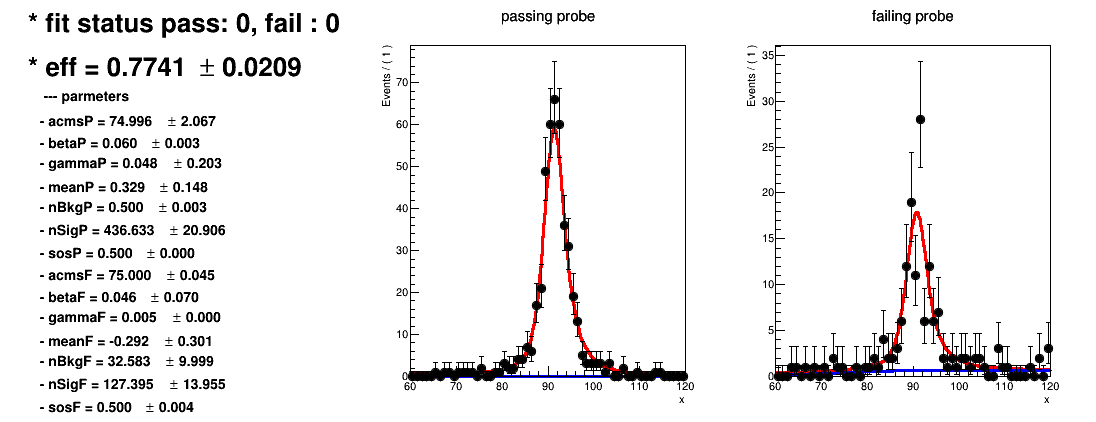 * fit status pass: 0, fail : 0
* eff = 0.7741 ± 0.0209
--- parmeters
- acmsP = 74.996 ± 2.067
- betaP = 0.060 ± 0.003
- gammaP = 0.048 ± 0.203
- meanP = 0.329 ± 0.148
- nBkgP = 0.500 ± 0.003
- nSigP = 436.633 ± 20.906
- sosP = 0.500 ± 0.000
- acmsF = 75.000 ± 0.045
- betaF = 0.046 ± 0.070
- gammaF = 0.005 ± 0.000
- meanF = -0.292 ± 0.301
- nBkgF = 32.583 ± 9.999
- nSigF = 127.395 ± 13.955
- sosF = 0.500 ± 0.004
passing probe
Events / ( 1 )
70
60
50
40
30
20
10
0
60 70 80 90 100 110 120
x
failing probe
Events / ( 1 )
35
30
25
20
15
10
5
0
60 70 80 90 100 110 120
x